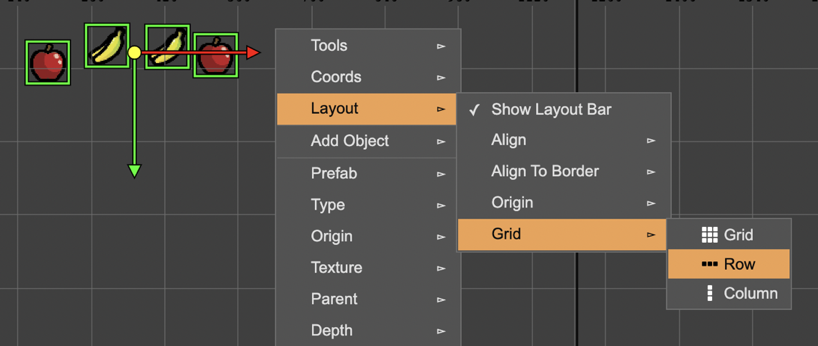 Tools
Coords
Layout
Add Object
Prefab
Type
Origin
Texture
Parent
Depth
Show Layout Bar
Align
Align To Border
Origin
Grid
Grid
Row
Column